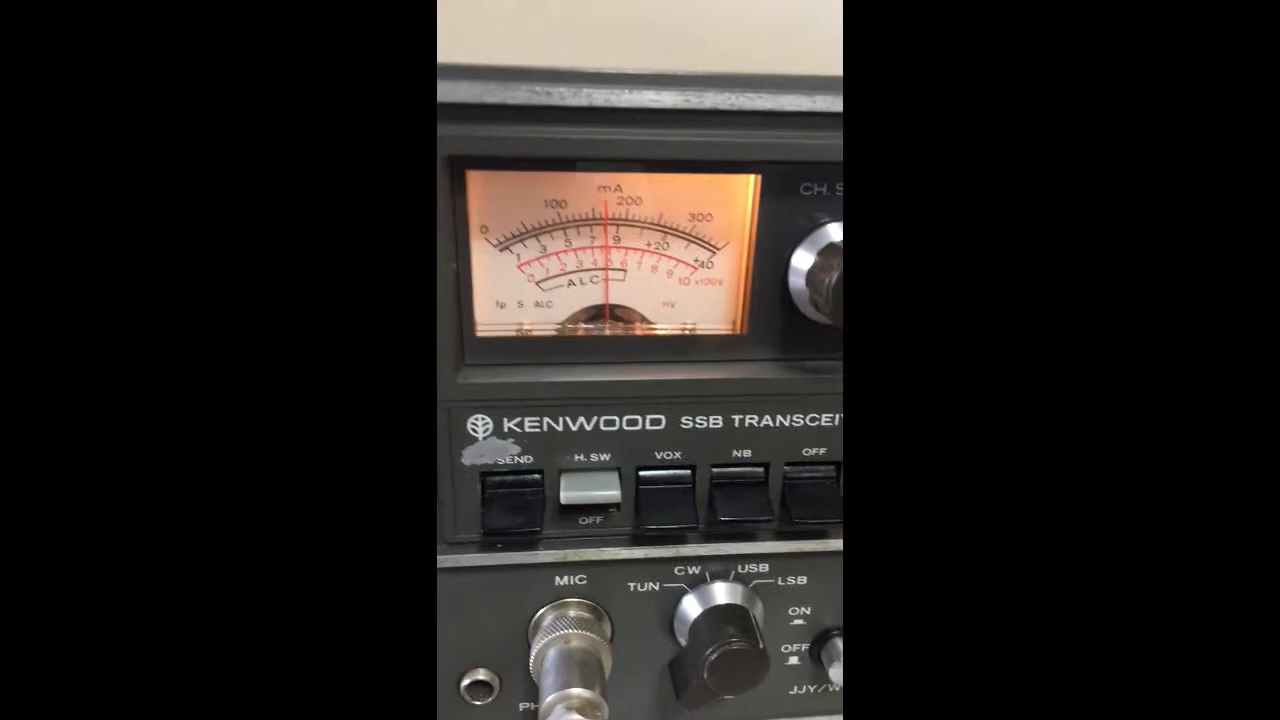 mA
0 100 200 300
1 3 5 7 9 +20 +40
0 1 2 3 4 5 6 7 8 9 10 x100V
ALC
Ip S ALC HV
CH. S
KENWOOD SSB TRANSCEI
SEND H.SW VOX NB OFF
OFF
MIC
TUN CW USB LSB
ON
OFF
JJY/W
PH